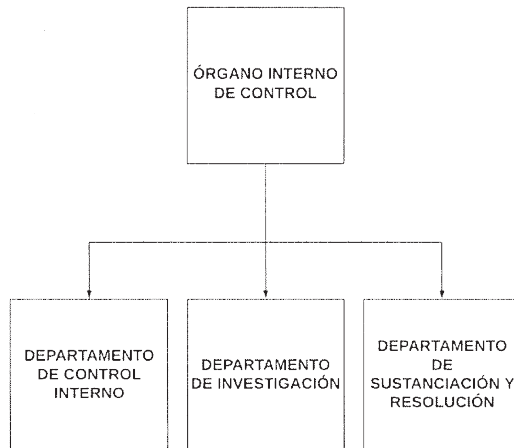 ÓRGANO INTERNO
DE CONTROL
DEPARTAMENTO
DE CONTROL
INTERNO
DEPARTAMENTO
DE INVESTIGACIÓN
DEPARTAMENTO
DE
SUSTANCIACIÓN Y
RESOLUCIÓN